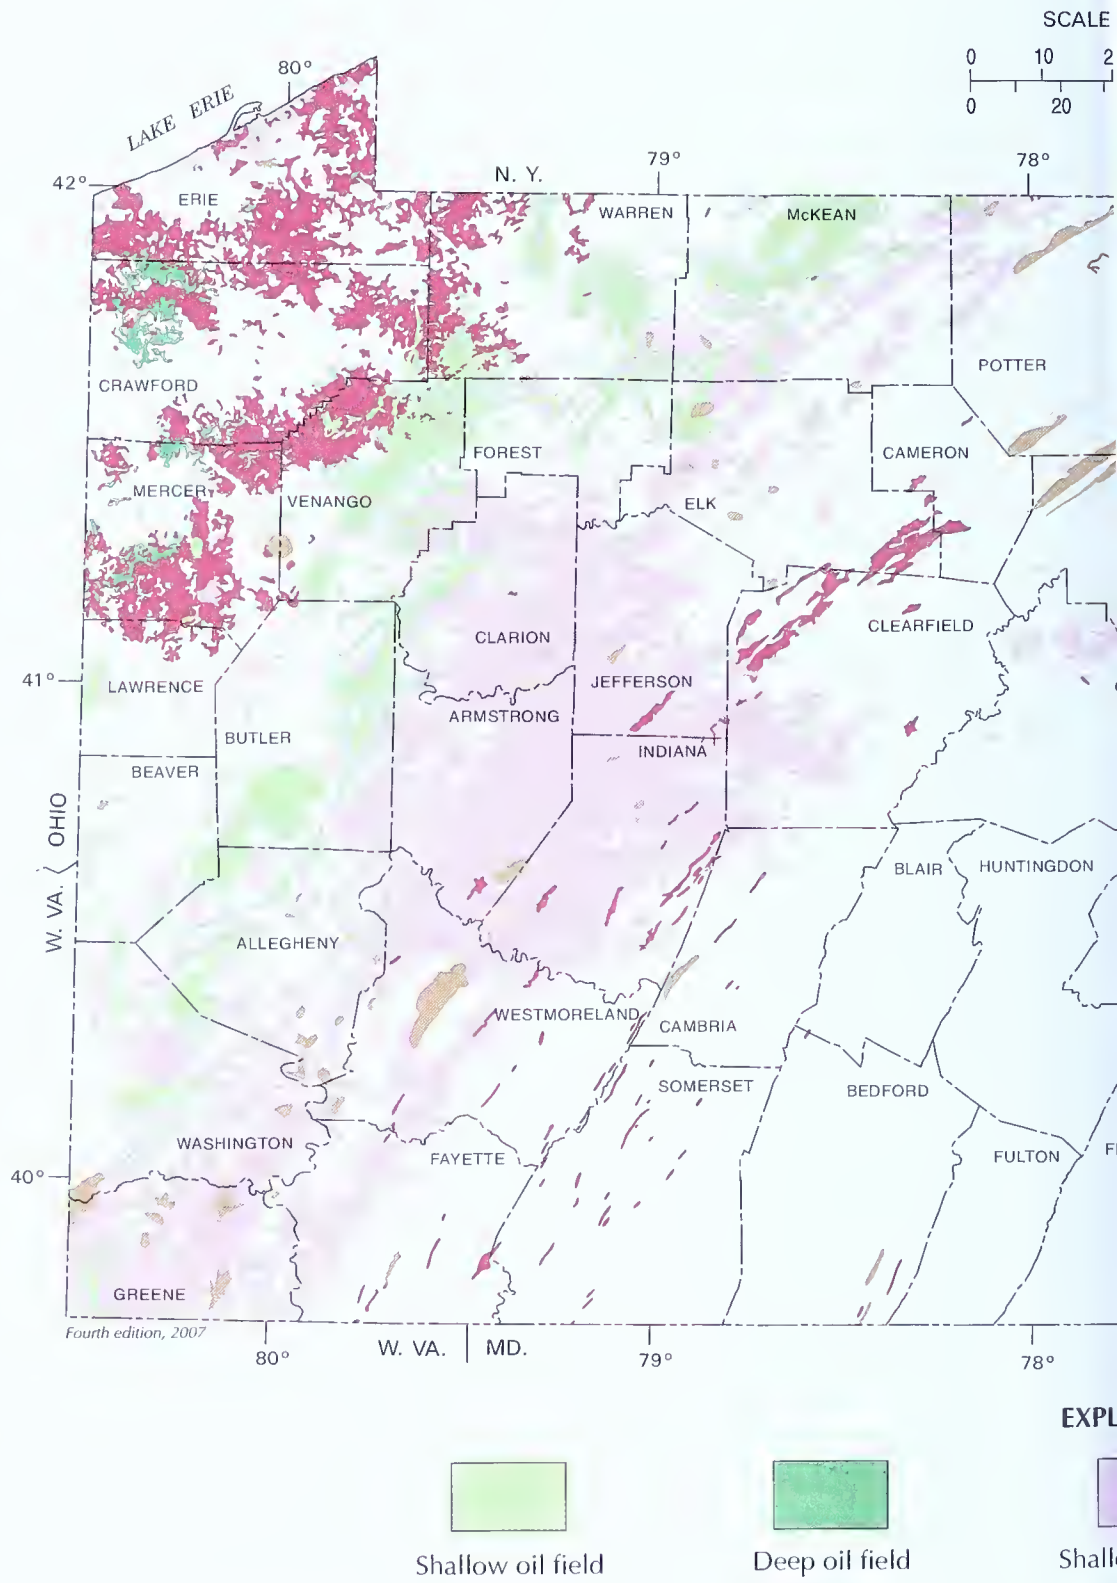 SCALE
0 10 2
0 20
80°
LAKE ERIE
79°
78°
N. Y.
42°
ERIE
WARREN
McKEAN
POTTER
CRAWFORD
FOREST
CAMERON
MERCER
VENANGO
ELK
CLARION
CLEARFIELD
41°
LAWRENCE
JEFFERSON
ARMSTRONG
BUTLER
INDIANA
BEAVER
OHIO
W. VA.
BLAIR
HUNTINGDON
ALLEGHENY
WESTMORELAND
CAMBRIA
SOMERSET
BEDFORD
WASHINGTON
FAYETTE
FULTON
F
40°
GREENE
Fourth edition, 2007
80°
W. VA.
MD.
79°
78°
EXPL
Shallow oil field
Deep oil field
Shall